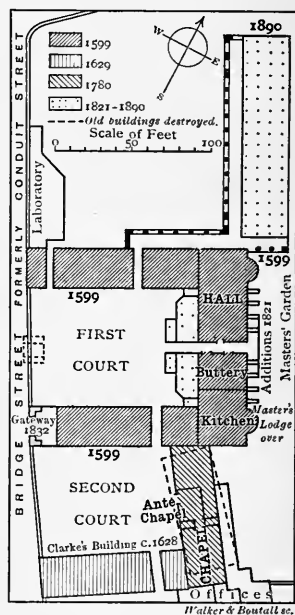 1890
W
E
S
1599
1629
1780
1821-1890
Old buildings destroyed.
Scale of Feet
0 50 100
BRIDGE STREET FORMERLY CONDUIT STREET
Laboratory
1599
1599
HALL
FIRST
COURT
Buttery
Additions 1821
Masters' Garden
Gateway
1832
Kitchen
Master's
Lodge
over
1599
SECOND
COURT
Ante
Chapel
CHAPEL
Clarke's Building c.1628
Offices
Walker & Boutall sc.